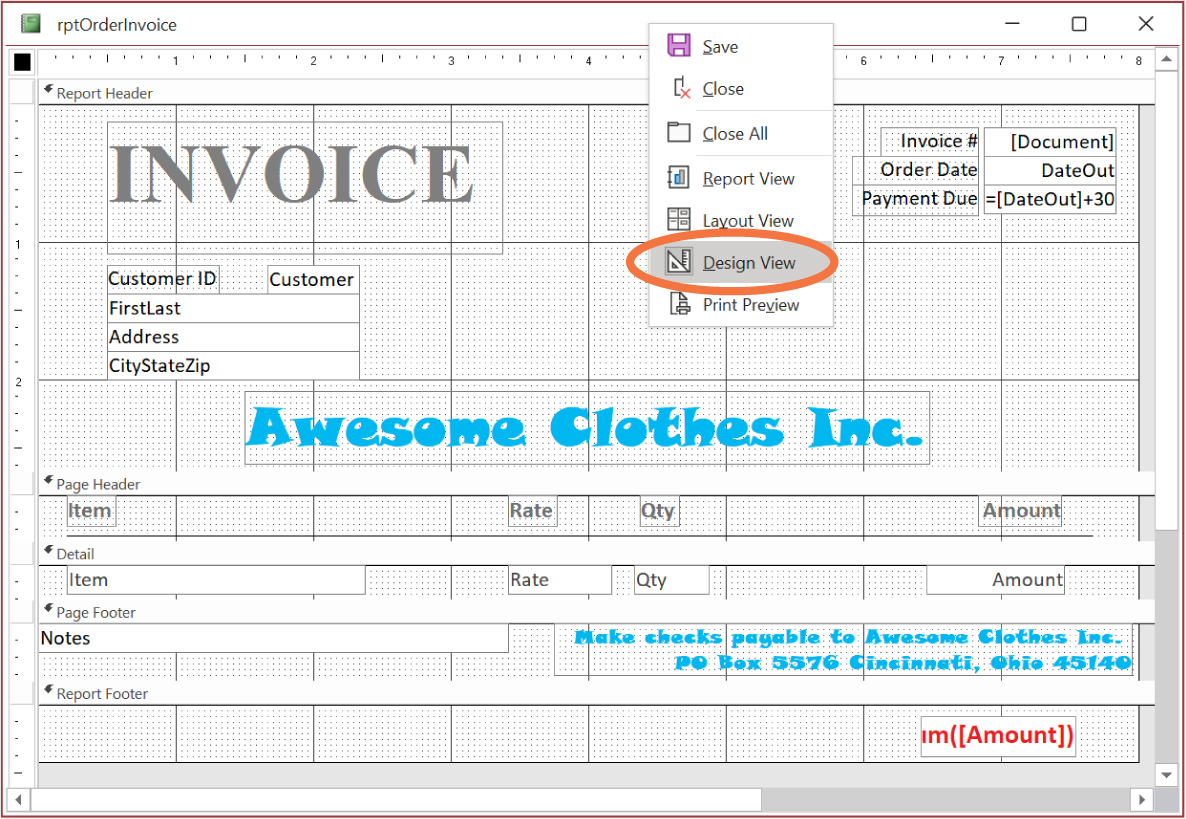 rptOrderInvoice
1 2 3 4 6 7 8
Save
Close
Close All
Report View
Layout View
Design View
Print Preview
Report Header
INVOICE
Invoice # [Document]
Order Date DateOut
Payment Due =[DateOut]+30
1
Customer ID Customer
FirstLast
Address
CityStateZip
2
Awesome Clothes Inc.
Page Header
Item Rate Qty Amount
Detail
Item Rate Qty Amount
Page Footer
Notes
Make checks payable to Awesome Clothes Inc.
PO Box 5576 Cincinnati, Ohio 45140
Report Footer
ım([Amount])